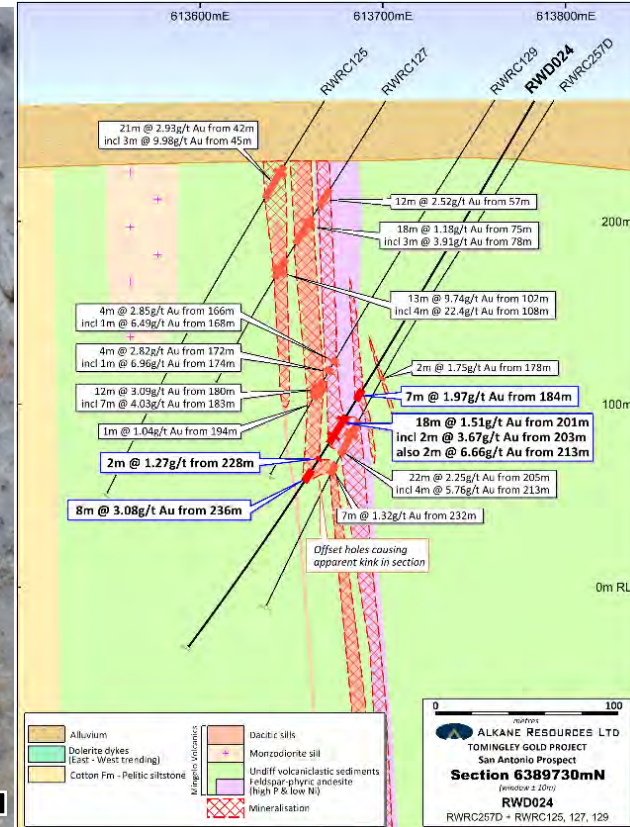 613600mE
613700mE
613800mE
RWRC125
RWRC127
RWRC129
RWD024
RWRC257D
21m @ 2.93g/t Au from 42m
incl 3m @ 9.98g/t Au from 45m
12m @ 2.52g/t Au from 57m
200m
18m @ 1.18g/t Au from 75m
incl 3m @ 3.91g/t Au from 78m
13m @ 9.74g/t Au from 102m
incl 4m @ 22.4g/t Au from 108m
4m @ 2.85g/t Au from 166m
incl 1m @ 6.49g/t Au from 168m
4m @ 2.82g/t Au from 172m
incl 1m @ 6.96g/t Au from 174m
2m @ 1.75g/t Au from 178m
12m @ 3.09g/t Au from 180m
incl 7m @ 4.03g/t Au from 183m
7m @ 1.97g/t Au from 184m
100m
1m @ 1.04g/t Au from 194m
18m @ 1.51g/t Au from 201m
incl 2m @ 3.67g/t Au from 203m
also 2m @ 6.66g/t Au from 213m
2m @ 1.27g/t from 228m
22m @ 2.25g/t Au from 205m
incl 4m @ 5.76g/t Au from 213m
8m @ 3.08g/t Au from 236m
7m @ 1.32g/t Au from 232m
Offset holes causing
apparent kink in section
0m RL
Alluvium
Dolerite dykes
(East - West trending)
Cotton Fm - Pelitic siltstone
Mingelo Volcanics
Dacitic sills
Monzodiorite sill
Undiff volcaniclastic sediments
Feldspar-phyric andesite
(high P & low Ni)
Mineralisation
0
100
metres
ALKANE RESOURCES LTD
TOMINGLEY GOLD PROJECT
San Antonio Prospect
Section 6389730mN
(window ± 10m)
RWD024
RWRC257D + RWRC125, 127, 129